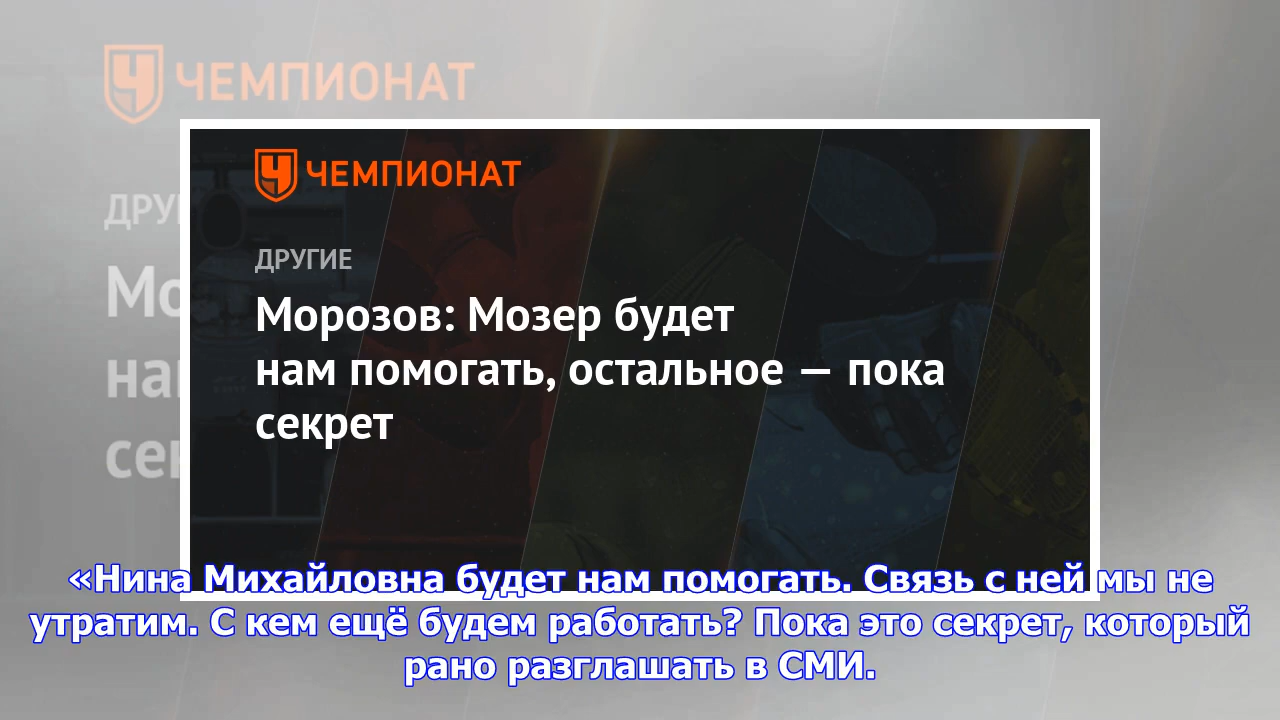 ЧЕМПИОНАТ
ЧЕМПИОНАТ
ДРУГИЕ
Морозов: Мозер будет
нам помогать, остальное — пока
секрет
«Нина Михайловна будет нам помогать. Связь с ней мы не
утратим. С кем ещё будем работать? Пока это секрет, который
рано разглашать в СМИ.